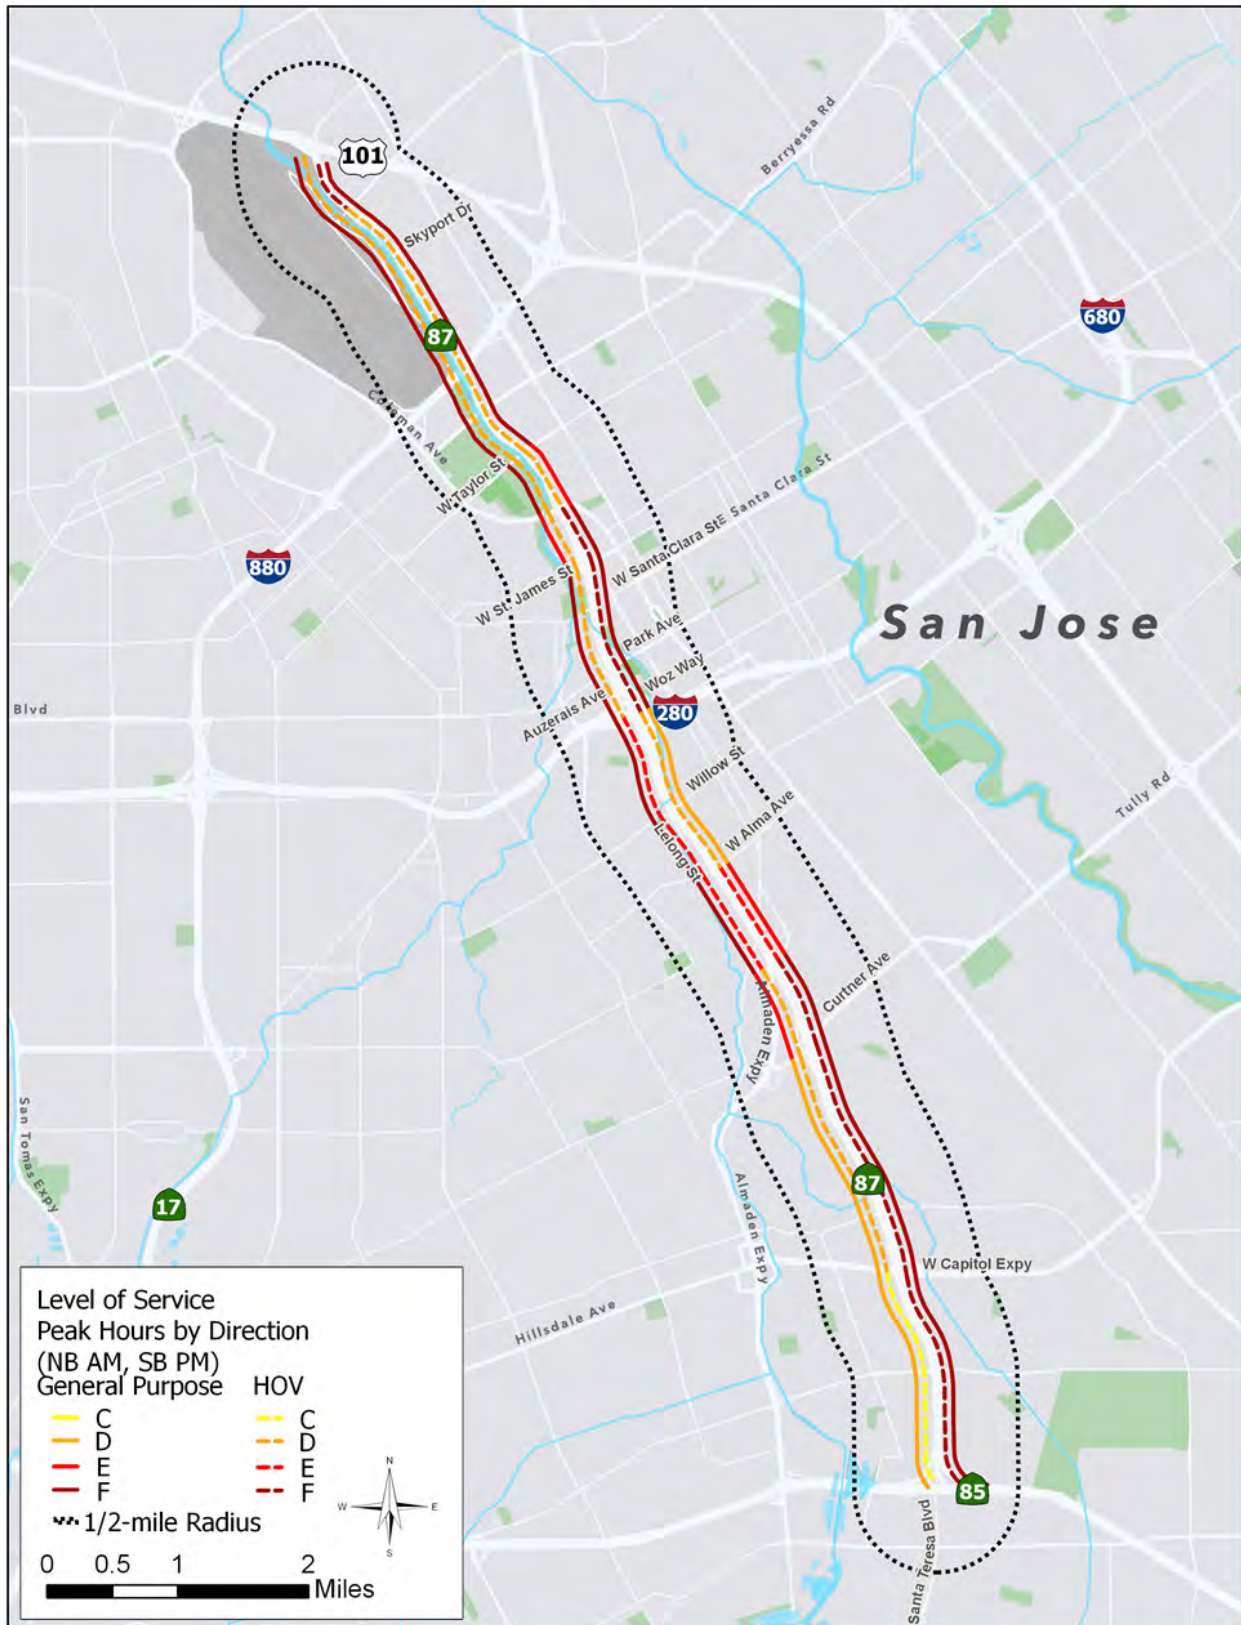 101
Skyport Dr
Berryessa Rd
680
87
Coleman Ave
W Taylor St
E Santa Clara St
W Santa Clara St
880
W St. James St
San Jose
Park Ave
Woz Way
Blvd
Auzerais Ave
280
Willow St
Tully Rd
W Alma Ave
Lelong St
Curtner Ave
Almaden Expy
San Tomas Expy
87
17
Almaden Expy
W Capitol Expy
Hillsdale Ave
85
Santa Teresa Blvd
Level of Service
Peak Hours by Direction
(NB AM, SB PM)
General Purpose HOV
C C
D D
E E
F F
1/2-mile Radius
N
W E
S
0 0.5 1 2
Miles